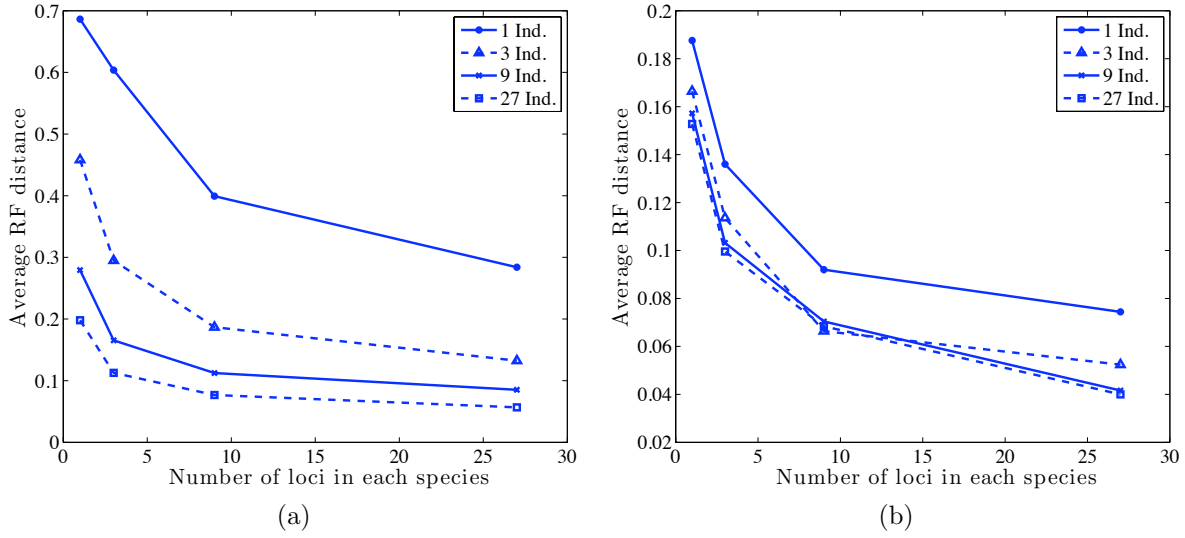 0.7
0.6
0.5
0.4
0.3
0.2
0.1
0
Average RF distance
0 5 10 15 20 25 30
Number of loci in each species
1 Ind.
3 Ind.
9 Ind.
27 Ind.
(a)
0.2
0.18
0.16
0.14
0.12
0.1
0.08
0.06
0.04
0.02
Average RF distance
0 5 10 15 20 25 30
Number of loci in each species
1 Ind.
3 Ind.
9 Ind.
27 Ind.
(b)